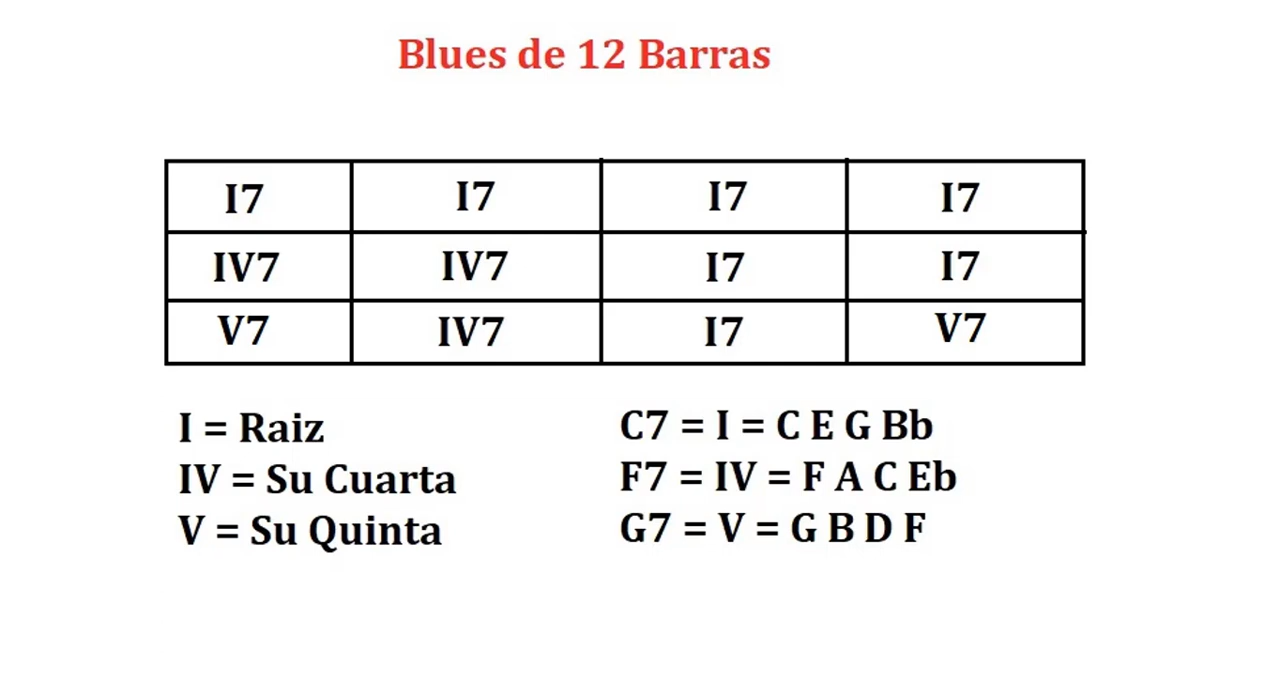 Blues de 12 Barras
I7 I7 I7 I7
IV7 IV7 I7 I7
V7 IV7 I7 V7
I = Raiz
IV = Su Cuarta
V = Su Quinta
C7 = I = C E G Bb
F7 = IV = F A C Eb
G7 = V = G B D F